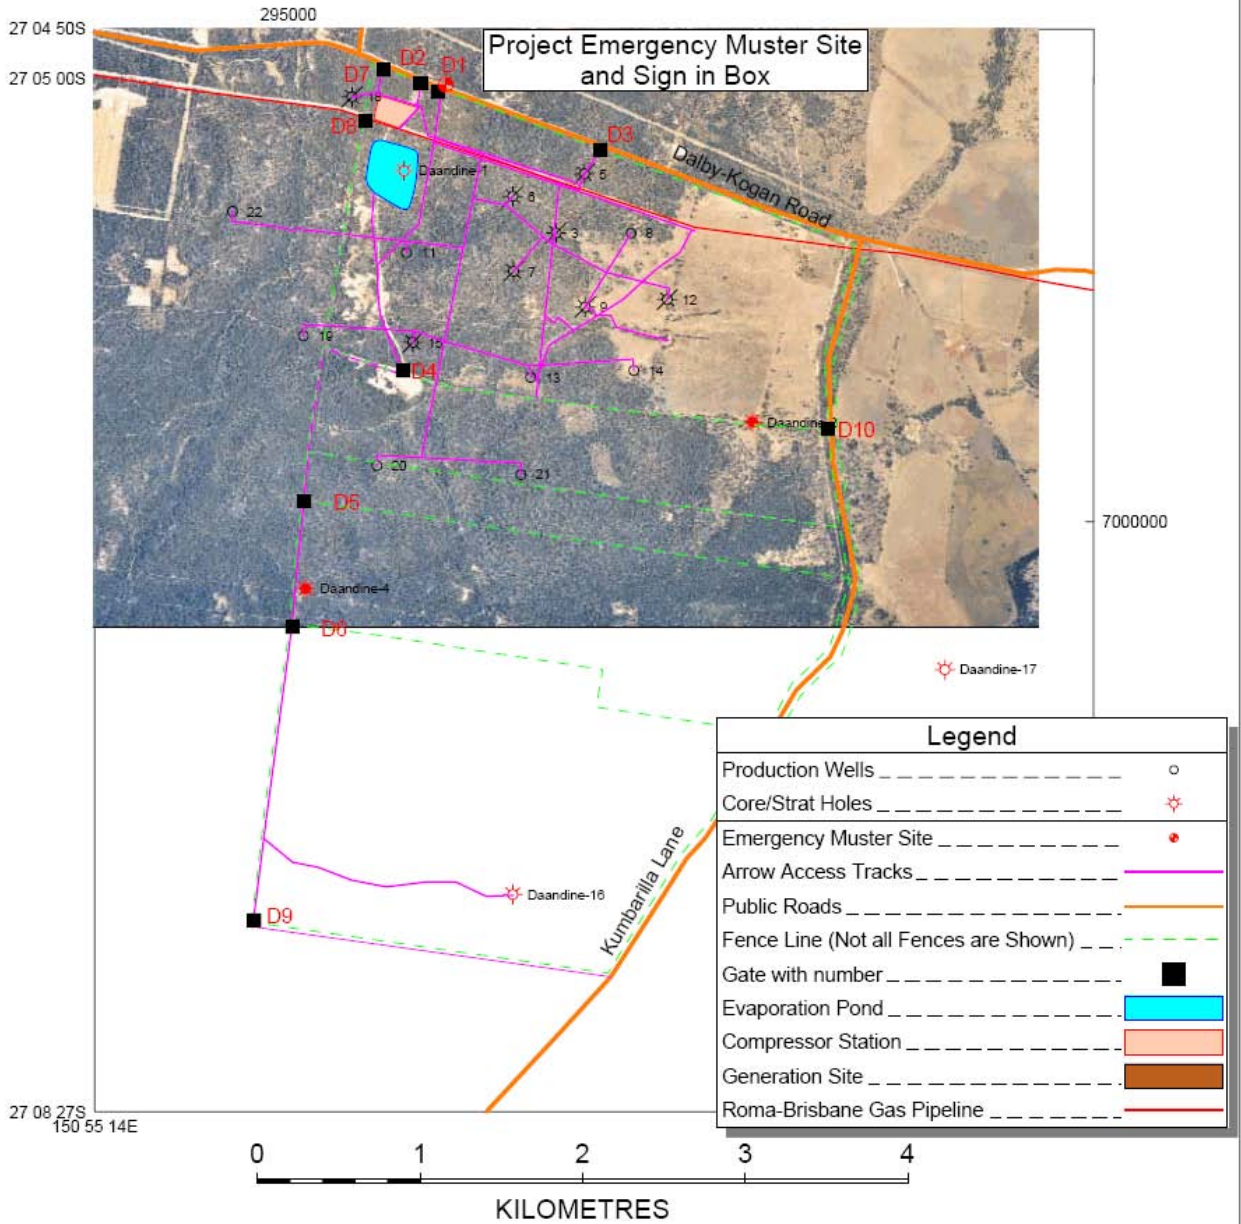 295000
27 04 50S
27 05 00S
Project Emergency Muster Site
and Sign in Box
D2
D1
D7
18
D8
D3
Daandine-1
5
Dalby-Kogan Road
6
22
3
8
11
7
9
12
19
15
D4
13
14
Daandine-2
D10
20
21
D5
7000000
Daandine-4
D6
Daandine-17
Legend
Production Wells
Core/Strat Holes
Emergency Muster Site
Arrow Access Tracks
Public Roads
Fence Line (Not all Fences are Shown)
Gate with number
Evaporation Pond
Compressor Station
Generation Site
Roma-Brisbane Gas Pipeline
Kumbarilla Lane
Daandine-16
D9
27 08 27S
150 55 14E
0 1 2 3 4
KILOMETRES